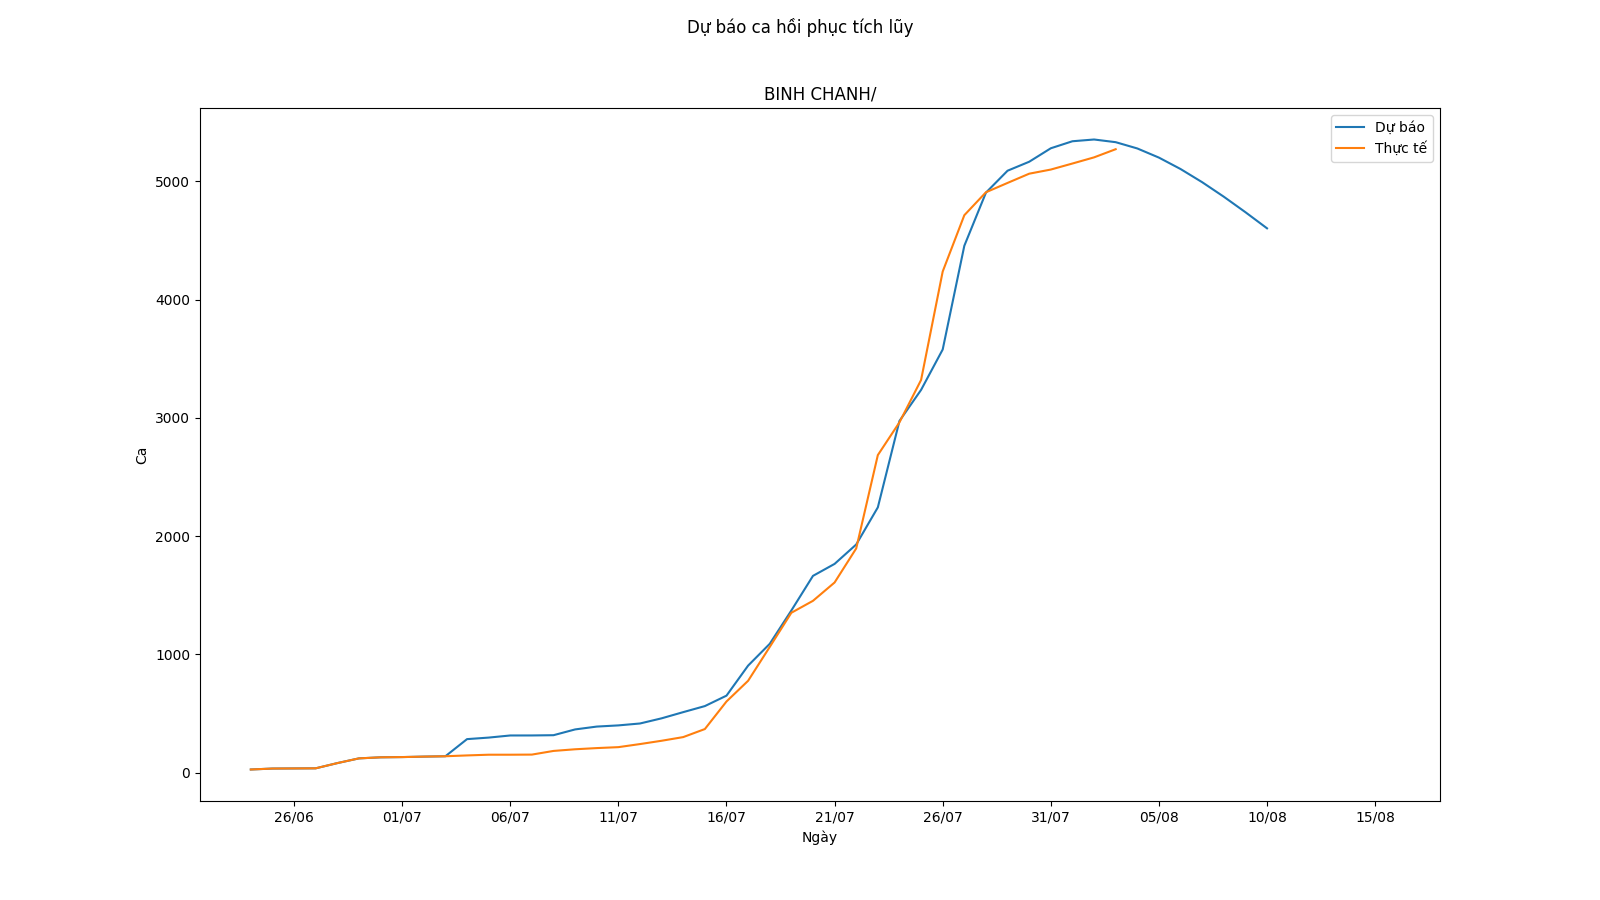 Dự báo ca hồi phục tích lũy
BINH CHANH/
Dự báo
Thực tế
5000
4000
3000
2000
1000
0
Ca
26/06 01/07 06/07 11/07 16/07 21/07 26/07 31/07 05/08 10/08 15/08
Ngày